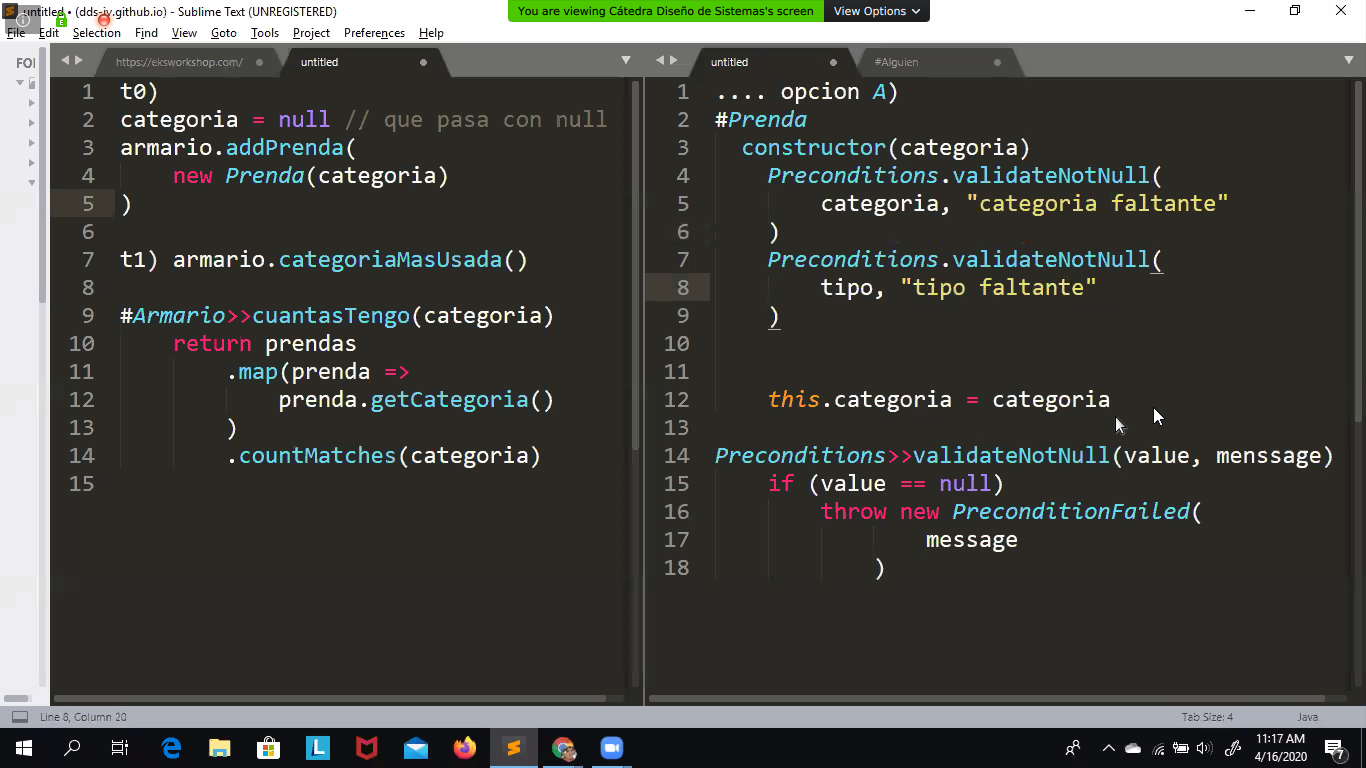 untitled • (dds-jv.github.io) - Sublime Text (UNREGISTERED)
You are viewing Cátedra Diseño de Sistemas's screen
View Options
File Edit Selection Find View Goto Tools Project Preferences Help
FOI
https://eksworkshop.com/
untitled
1 t0)
2 categoria = null // que pasa con null
3 armario.addPrenda(
4 new Prenda(categoria)
5 )
6
7 t1) armario.categoriaMasUsada()
8
9 #Armario>>cuantasTengo(categoria)
10 return prendas
11 .map(prenda =>
12 prenda.getCategoria()
13 )
14 .countMatches(categoria)
15
untitled
#Alguien
1 .... opcion A)
2 #Prenda
3 constructor(categoria)
4 Preconditions.validateNotNull(
5 categoria, "categoria faltante"
6 )
7 Preconditions.validateNotNull(
8 tipo, "tipo faltante"
9 )
10
11
12 this.categoria = categoria
13
14 Preconditions>>validateNotNull(value, menssage)
15 if (value == null)
16 throw new PreconditionFailed(
17 message
18 )
Line 8, Column 20
Tab Size: 4
Java
11:17 AM
4/16/2020
7